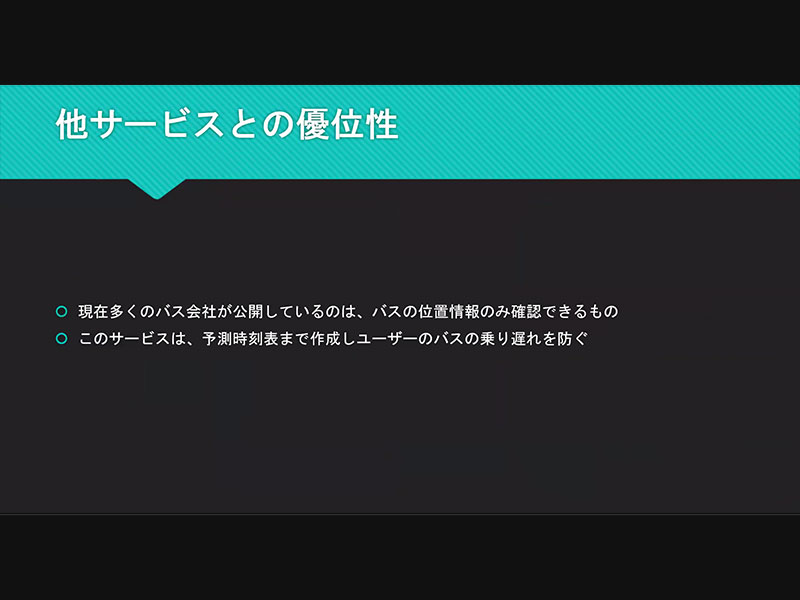 他サービスとの優位性
現在多くのバス会社が公開しているのは、バスの位置情報のみ確認できるもの
このサービスは、予測時刻表まで作成しユーザーのバスの乗り遅れを防ぐ